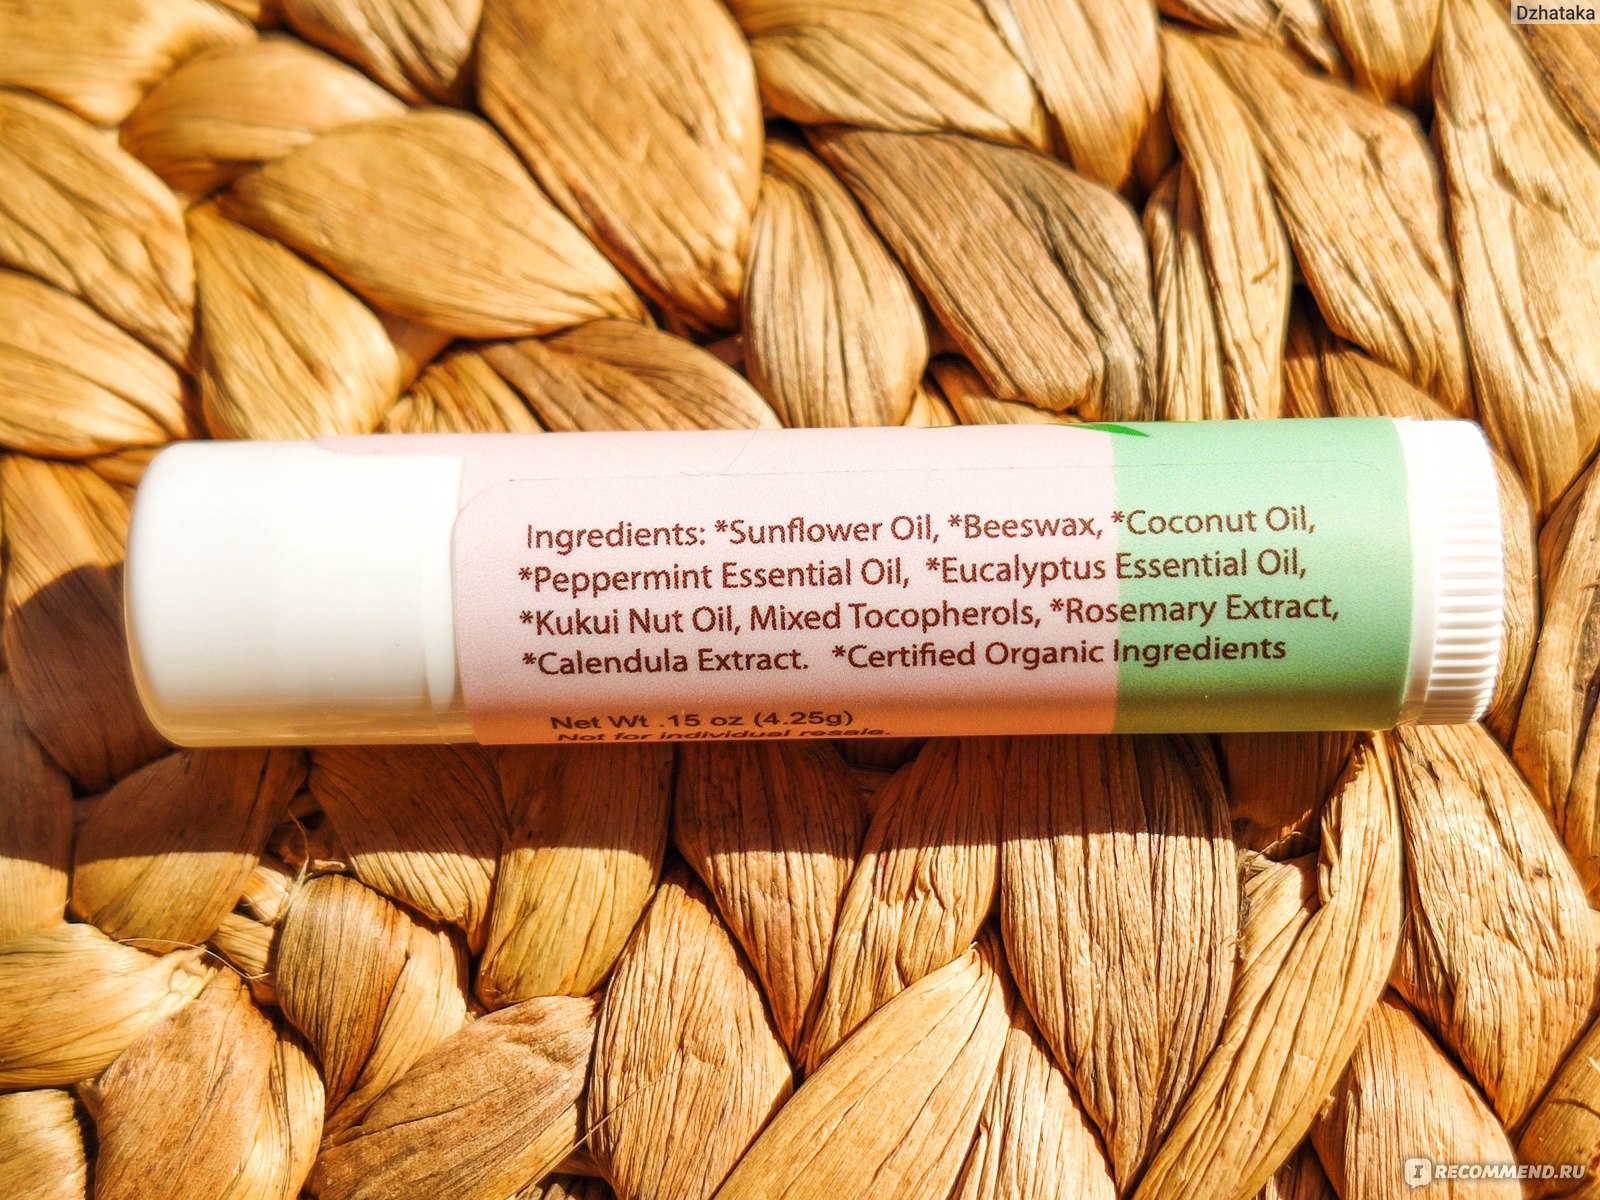 Dzhataka
Ingredients: *Sunflower Oil, *Beeswax, *Coconut Oil,
*Peppermint Essential Oil, *Eucalyptus Essential Oil,
*Kukui Nut Oil, Mixed Tocopherols, *Rosemary Extract,
*Calendula Extract. *Certified Organic Ingredients
Net Wt .15 oz (4.25g)
Not for individual resale.
RECOMMEND.RU